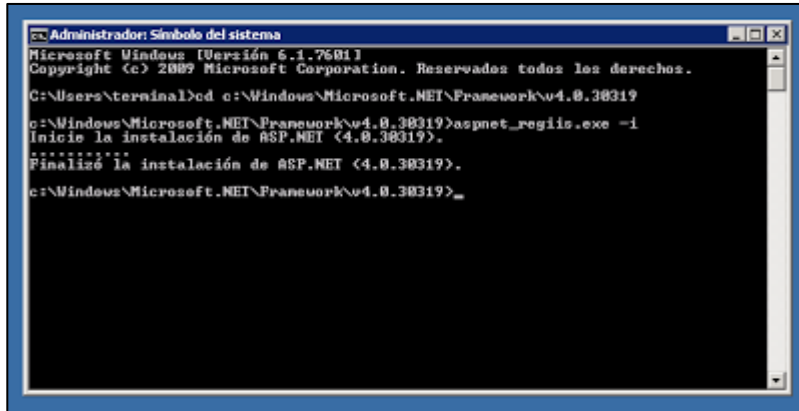 Administrador: Símbolo del sistema
Microsoft Windows [Versión 6.1.7601]
Copyright (c) 2009 Microsoft Corporation. Reservados todos los derechos.
C:\Users\terminal>cd c:\Windows\Microsoft.NET\Framework\v4.0.30319
c:\Windows\Microsoft.NET\Framework\v4.0.30319>aspnet_regiis.exe -i
Inicie la instalación de ASP.NET (4.0.30319).
...........
Finalizó la instalación de ASP.NET (4.0.30319).
c:\Windows\Microsoft.NET\Framework\v4.0.30319>_